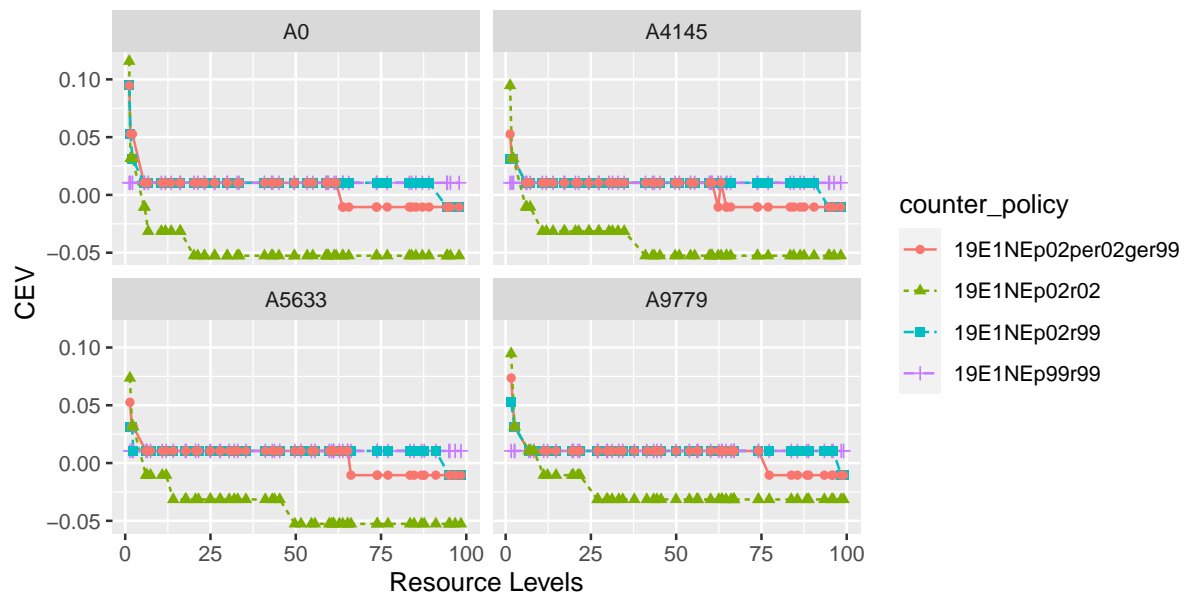 A0
A4145
0.10
0.05
0.00
−0.05
A5633
A9779
0.10
0.05
0.00
−0.05
0
25
50
75
100
0
25
50
75
100
Resource Levels
CEV
counter_policy
19E1NEp02per02ger99
19E1NEp02r02
19E1NEp02r99
19E1NEp99r99